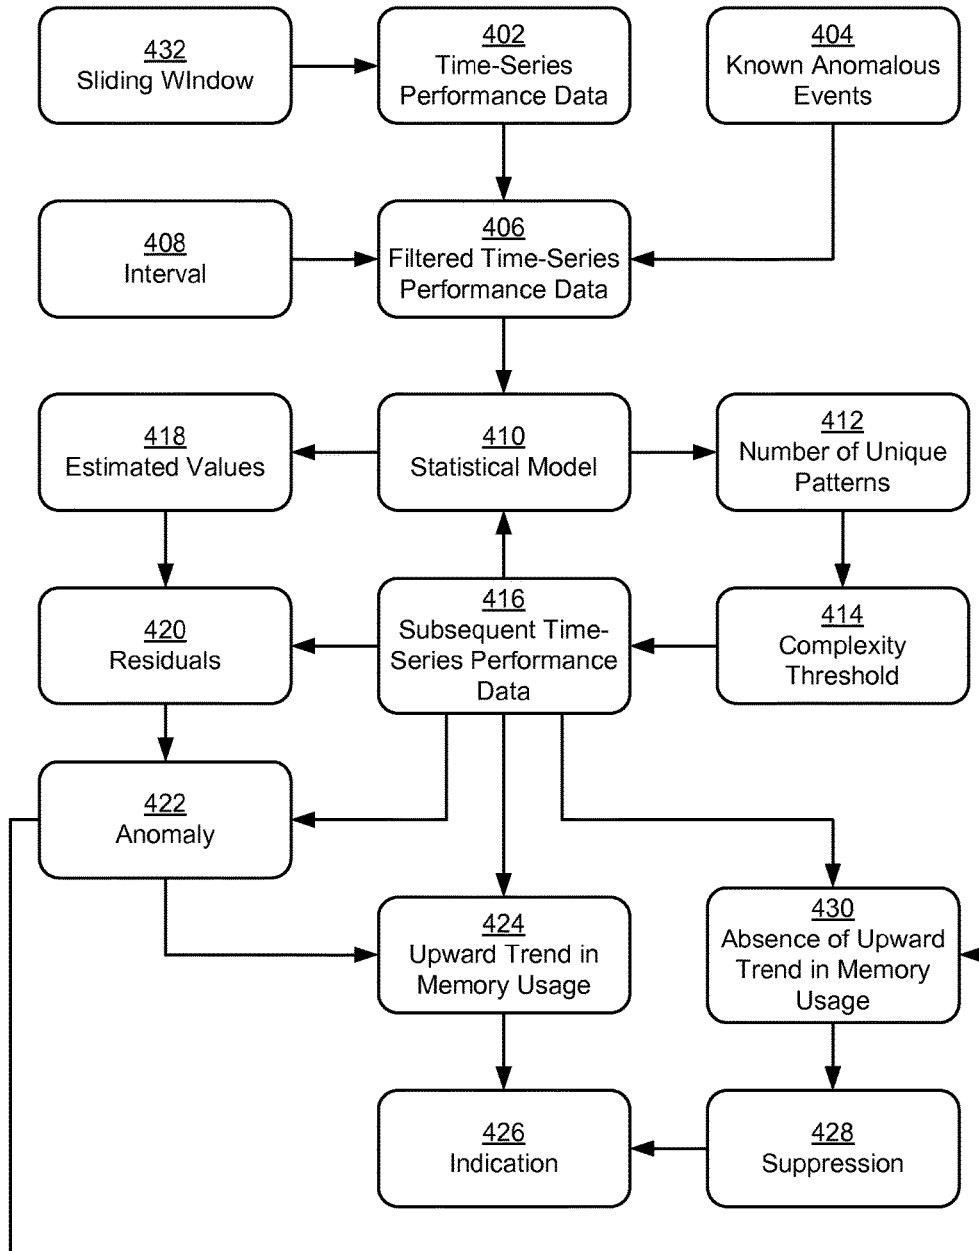 432
Sliding WIndow
402
Time-Series
Performance Data
404
Known Anomalous
Events
408
Interval
406
Filtered Time-Series
Performance Data
418
Estimated Values
410
Statistical Model
412
Number of Unique
Patterns
420
Residuals
416
Subsequent Time-
Series Performance
Data
414
Complexity
Threshold
422
Anomaly
424
Upward Trend in
Memory Usage
430
Absence of Upward
Trend in Memory
Usage
426
Indication
428
Suppression